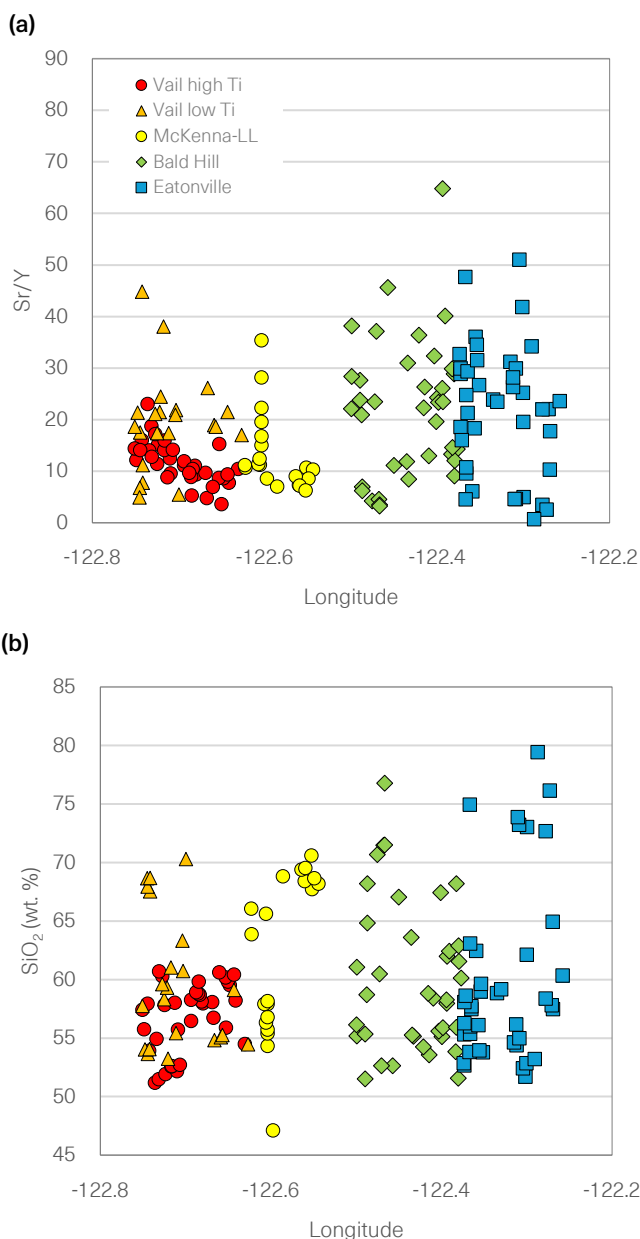 (a)
90
80
70
60
50
40
30
20
10
0
Sr/Y
Vail high Ti
Vail low Ti
McKenna-LL
Bald Hill
Eatonville
-122.8
-122.6
-122.4
-122.2
Longitude
(b)
85
80
75
70
65
60
55
50
45
SiO₂ (wt. %)
-122.8
-122.6
-122.4
-122.2
Longitude